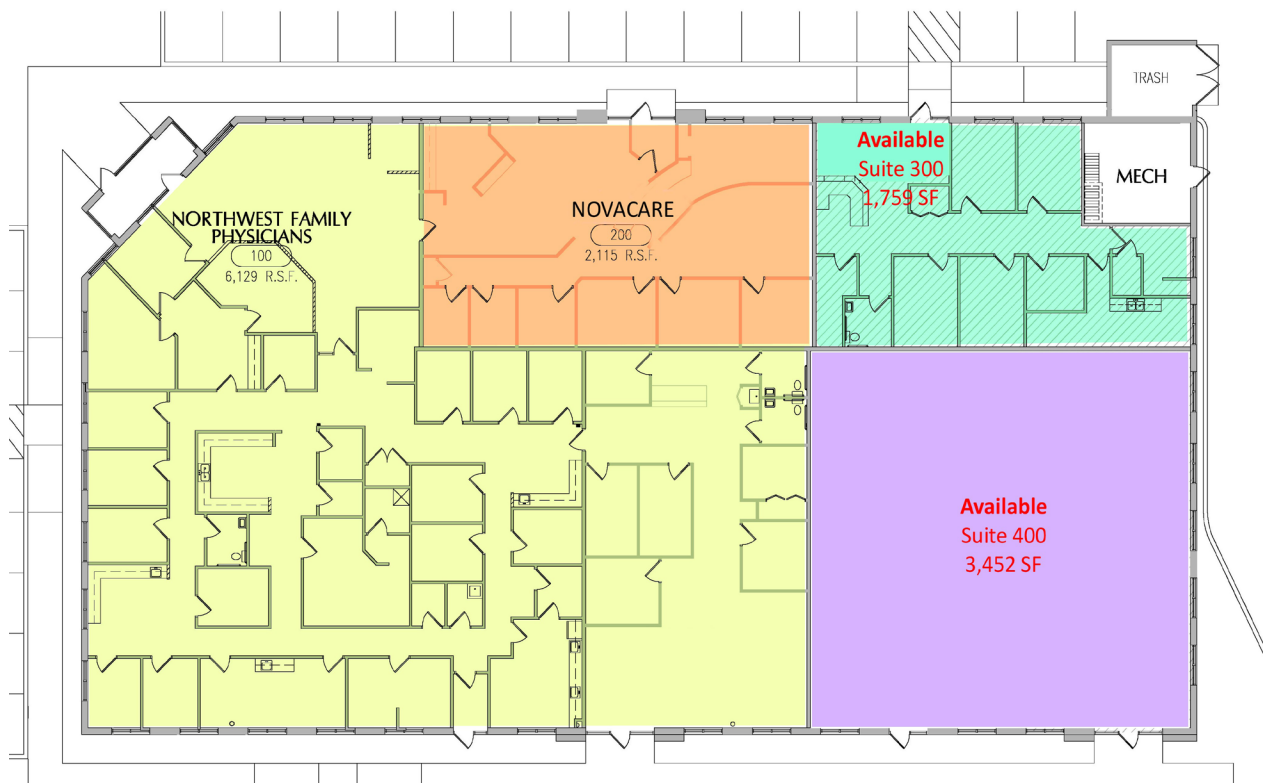 TRASH
Available
Suite 300
1,759 SF
MECH
NORTHWEST FAMILY
PHYSICIANS
100
6,129 R.S.F.
NOVACARE
200
2,115 R.S.F.
Available
Suite 400
3,452 SF